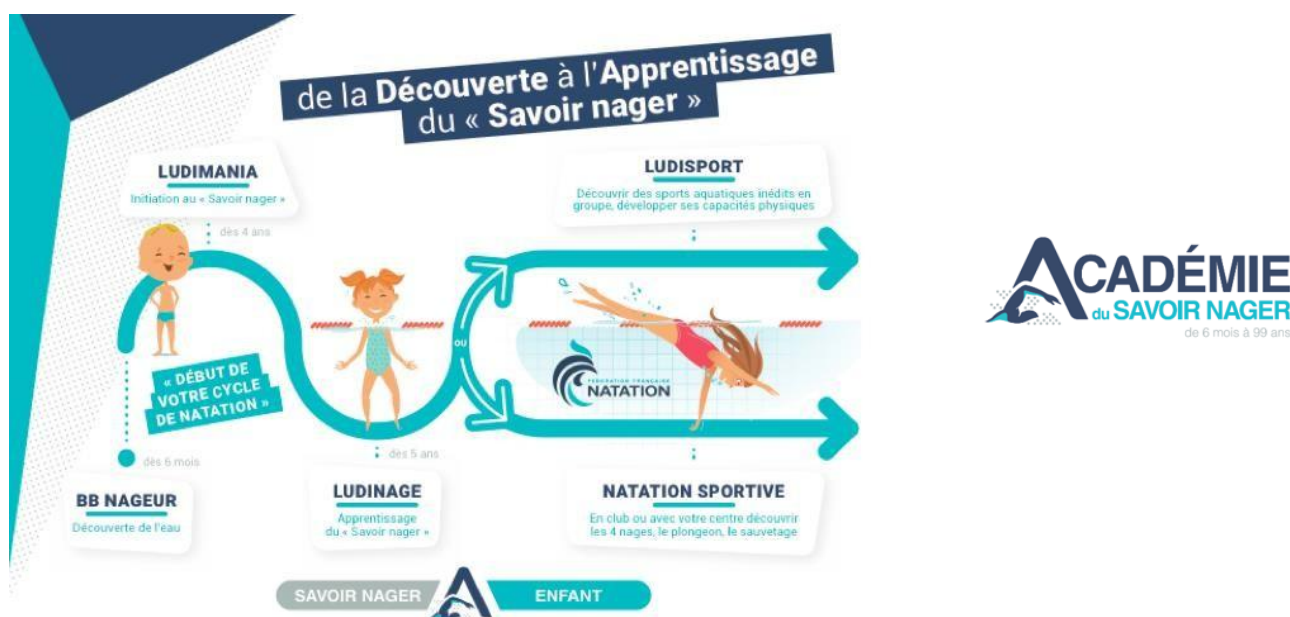 de la Découverte à l'Apprentissage
du « Savoir nager »
LUDIMANIA
Initiation au « Savoir nager »
dès 4 ans
LUDISPORT
Découvrir des sports aquatiques inédits en
groupe, développer ses capacités physiques
OU
« DÉBUT DE
VOTRE CYCLE
DE NATATION »
FÉDÉRATION FRANÇAISE
NATATION
dès 6 mois
BB NAGEUR
Découverte de l'eau
dès 5 ans
LUDINAGE
Apprentissage
du « Savoir nager »
NATATION SPORTIVE
En club ou avec votre centre découvrir
les 4 nages, le plongeon, le sauvetage
SAVOIR NAGER
ENFANT
ACADÉMIE
du SAVOIR NAGER
de 6 mois à 99 ans